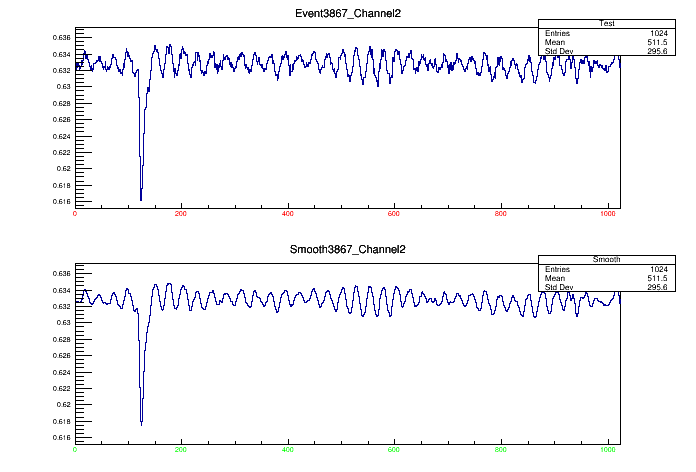 Event3867_Channel2
Test
Entries 1024
Mean 511.5
Std Dev 295.6
0.636
0.634
0.632
0.63
0.628
0.626
0.624
0.622
0.62
0.618
0.616
0 200 400 600 800 1000
Smooth3867_Channel2
Smooth
Entries 1024
Mean 511.5
Std Dev 295.6
0.636
0.634
0.632
0.63
0.628
0.626
0.624
0.622
0.62
0.618
0.616
0 200 400 600 800 1000